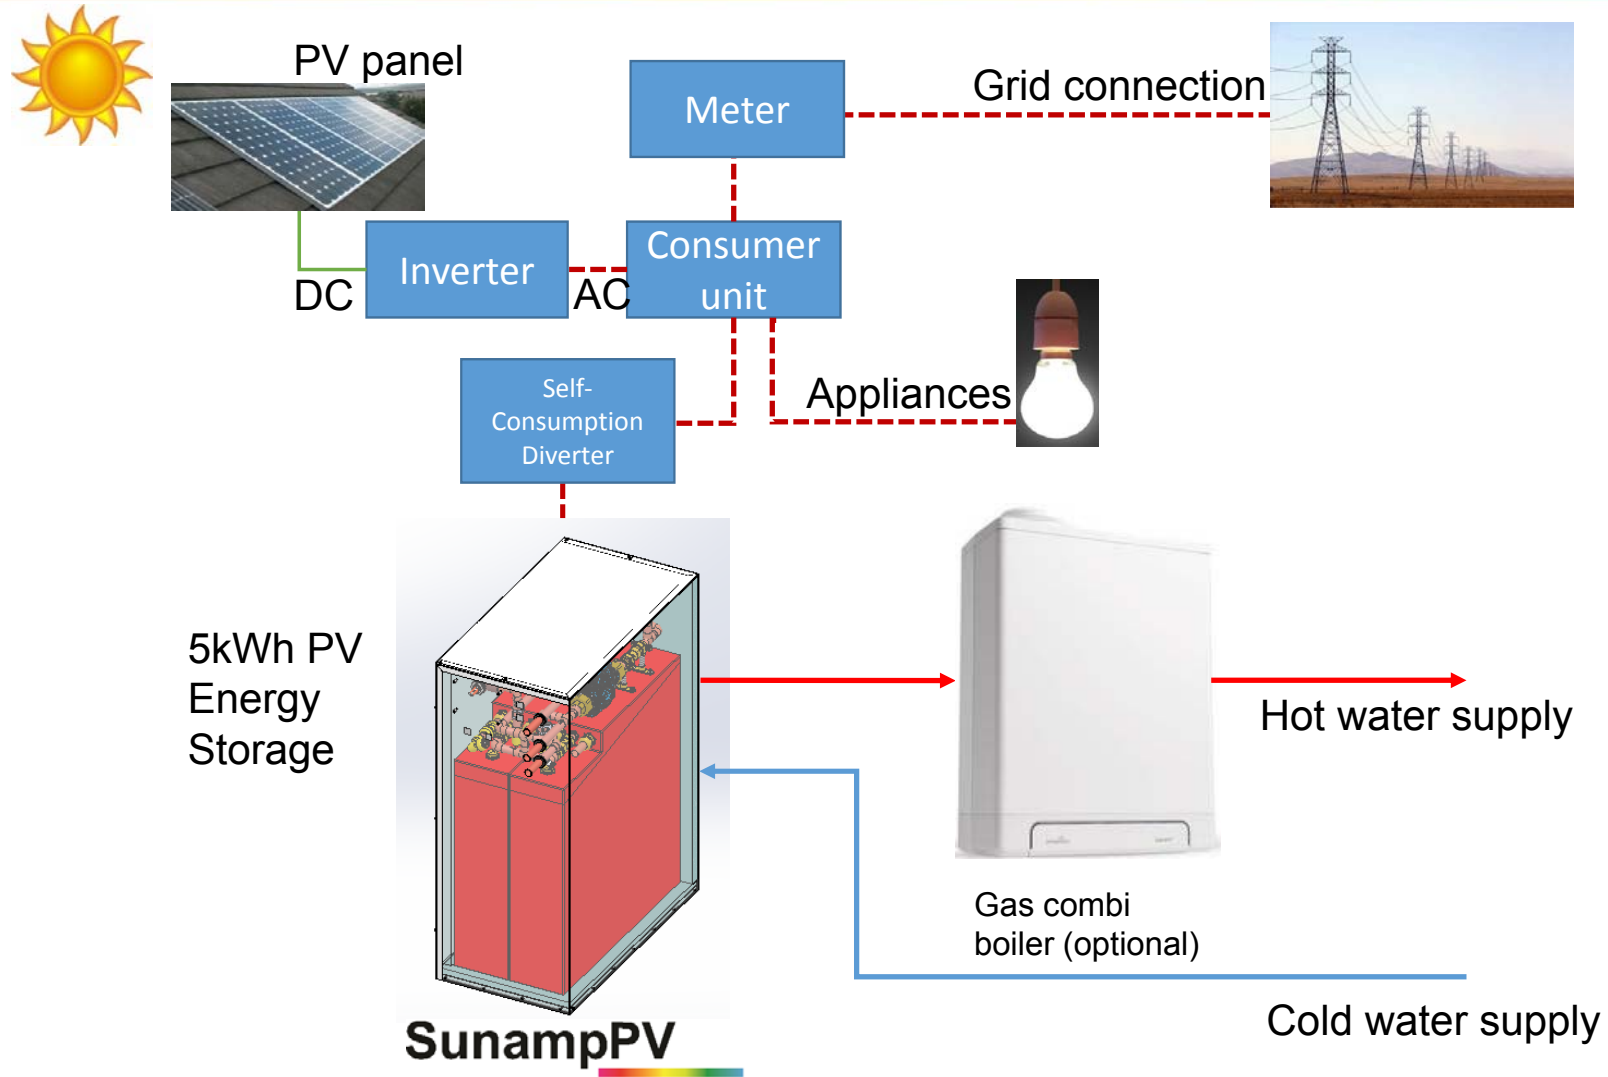 PV panel
Meter
Grid connection
Inverter
Consumer
unit
DC
AC
Self-
Consumption
Diverter
Appliances
5kWh PV
Energy
Storage
Hot water supply
Gas combi
boiler (optional)
Cold water supply
SunampPV